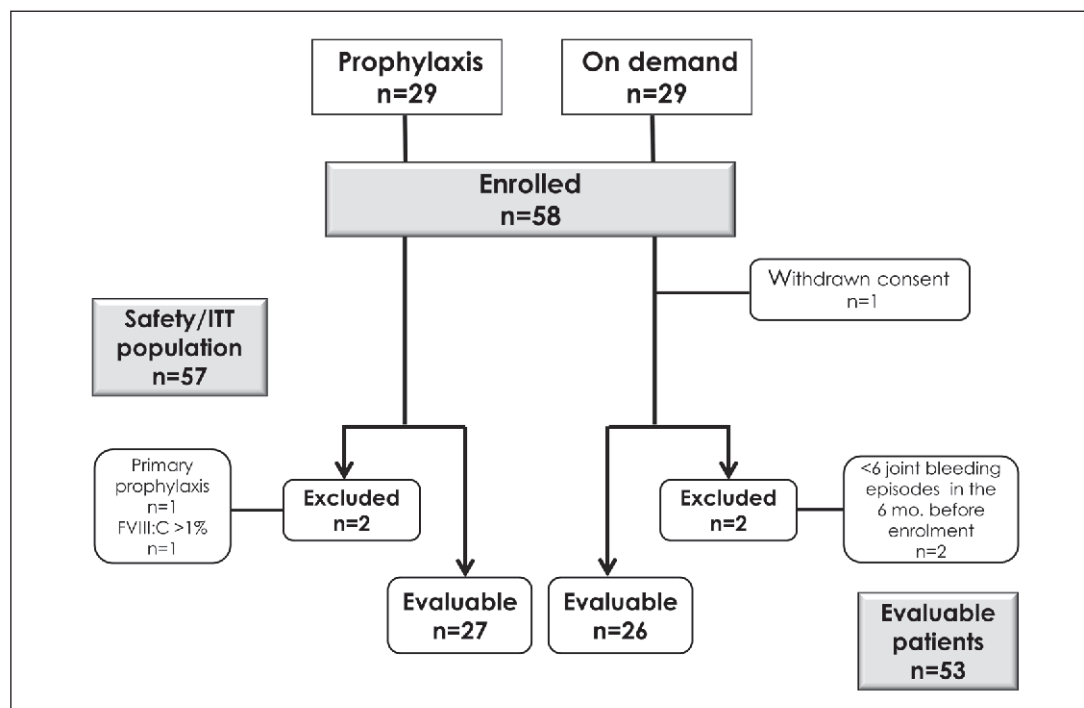 Prophylaxis
n=29
On demand
n=29
Enrolled
n=58
Withdrawn consent
n=1
Safety/ITT
population
n=57
Primary
prophylaxis
n=1
FVIII:C >1%
n=1
Excluded
n=2
Excluded
n=2
<6 joint bleeding
episodes in the
6 mo. before
enrolment
n=2
Evaluable
n=27
Evaluable
n=26
Evaluable
patients
n=53